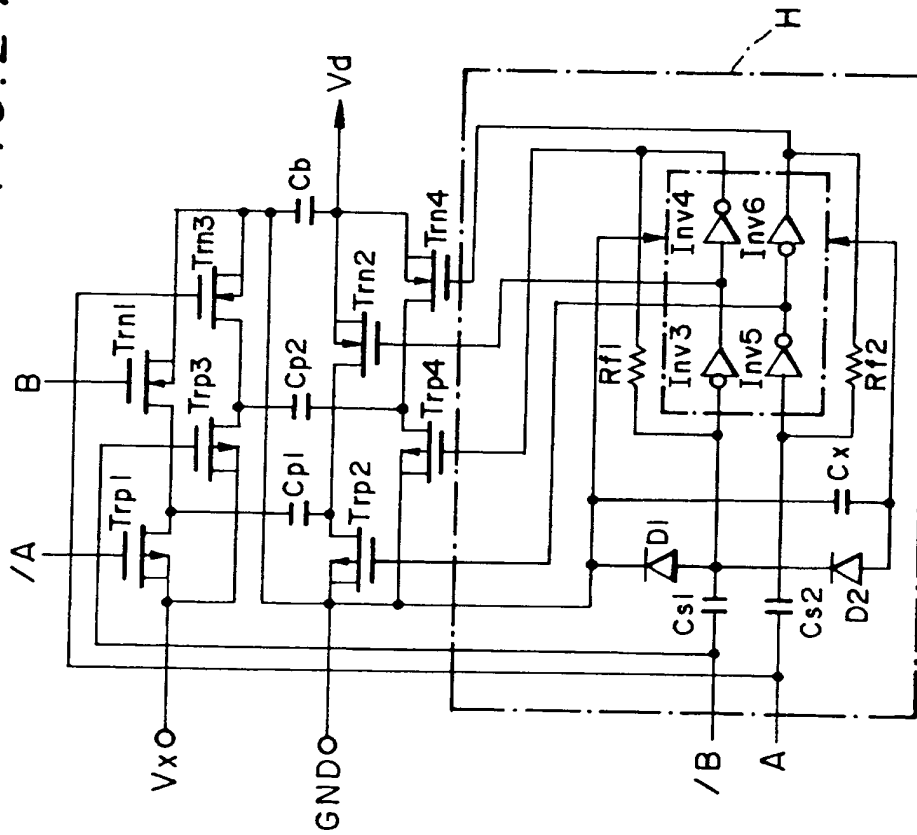 /A
B
Trp1
Trn1
Trp3
Trn3
Vx
Cp1
Cp2
Cb
GND
Vd
Trp2
Trn2
Trp4
Trn4
H
Rf1
Inv3
Inv4
Inv5
Inv6
Rf2
D1
Cx
Cs1
Cs2
D2
/B
A